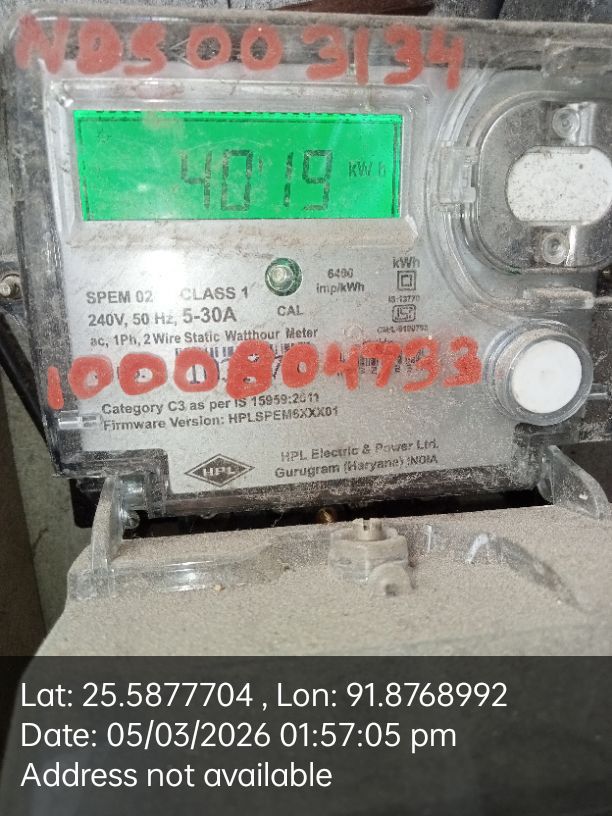 NDS003134
4019 kWh
kWh
6400
imp/kWh
SPEM 02 CLASS 1
IS:13779
240V, 50 Hz, 5-30A CAL
ac, 1Ph, 2 Wire Static Watthour Meter
1000804933
Category C3 as per IS 15959:2011
Firmware Version: HPLSPEM6XXX01
HPL
HPL Electric & Power Ltd.
Gurugram (Haryana) INDIA
Lat: 25.5877704 , Lon: 91.8768992
Date: 05/03/2026 01:57:05 pm
Address not available